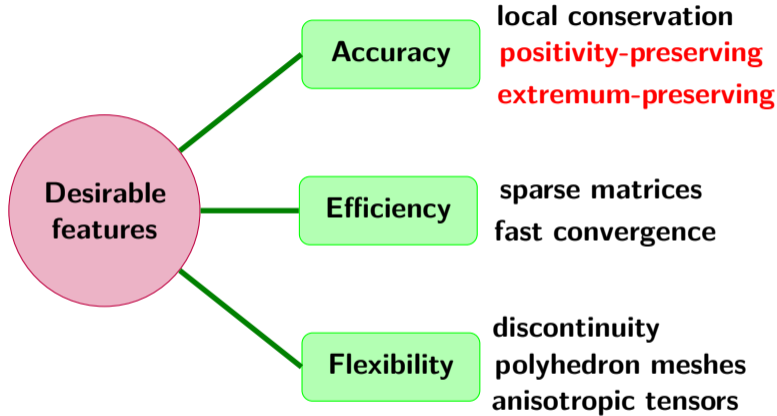 Desirable
features
Accuracy
local conservation
positivity-preserving
extremum-preserving
Efficiency
sparse matrices
fast convergence
Flexibility
discontinuity
polyhedron meshes
anisotropic tensors